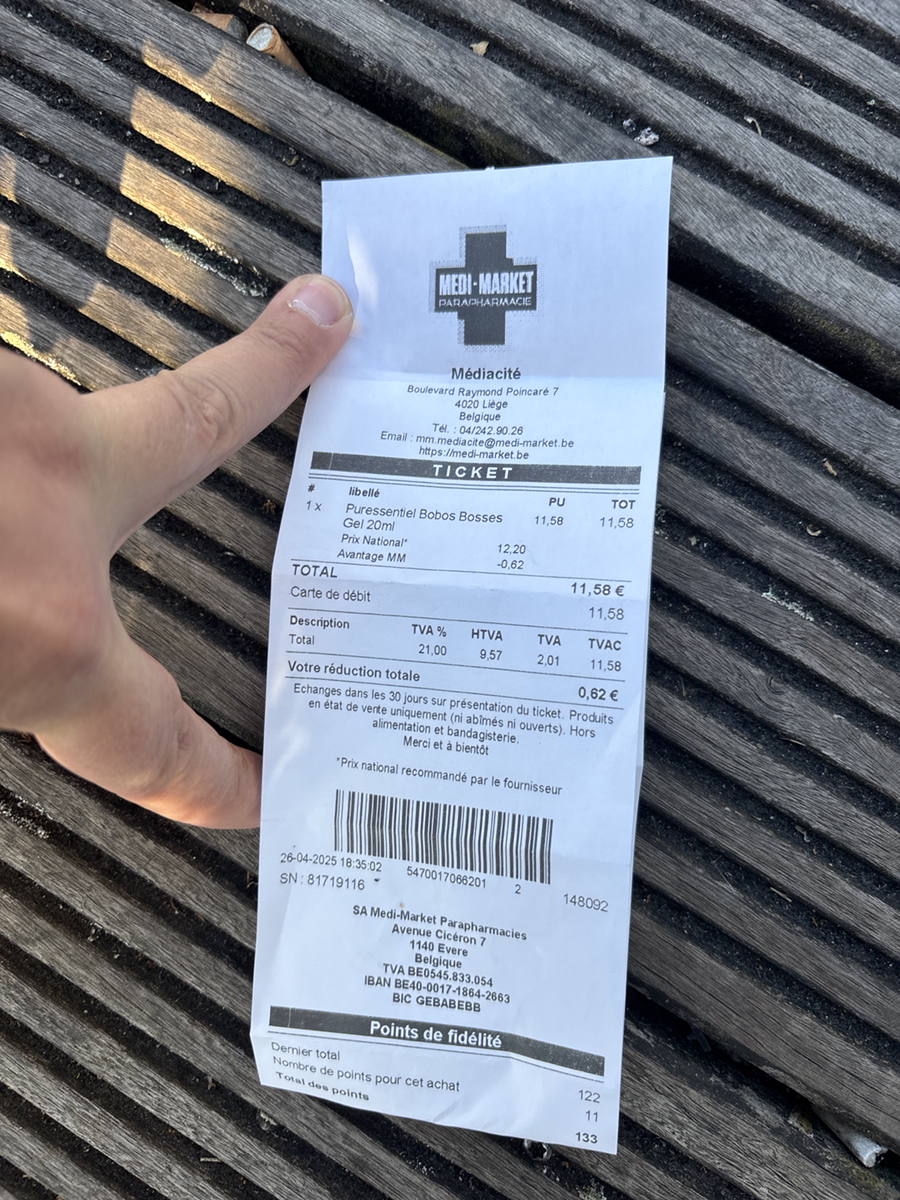 MEDI-MARKET
PARAPHARMACIE
Médiacité
Boulevard Raymond Poincaré 7
4020 Liège
Belgique
Tél. : 04/242.90.26
Email : mm.mediacite@medi-market.be
https://medi-market.be
TICKET
# libellé PU TOT
1 x Puressentiel Bobos Bosses 11,58 11,58
Gel 20ml
Prix National* 12,20
Avantage MM -0,62
TOTAL 11,58 €
Carte de débit 11,58
Description TVA % HTVA TVA TVAC
Total 21,00 9,57 2,01 11,58
Votre réduction totale 0,62 €
Echanges dans les 30 jours sur présentation du ticket. Produits
en état de vente uniquement (ni abîmés ni ouverts). Hors
alimentation et bandagisterie.
Merci et à bientôt
*Prix national recommandé par le fournisseur
26-04-2025 18:35:02 5470017066201 2 148092
SN : 81719116
SA Medi-Market Parapharmacies
Avenue Cicéron 7
1140 Evere
Belgique
TVA BE0545.833.054
IBAN BE40-0017-1864-2663
BIC GEBABEBB
Points de fidélité
Dernier total 122
Nombre de points pour cet achat 11
Total des points 133